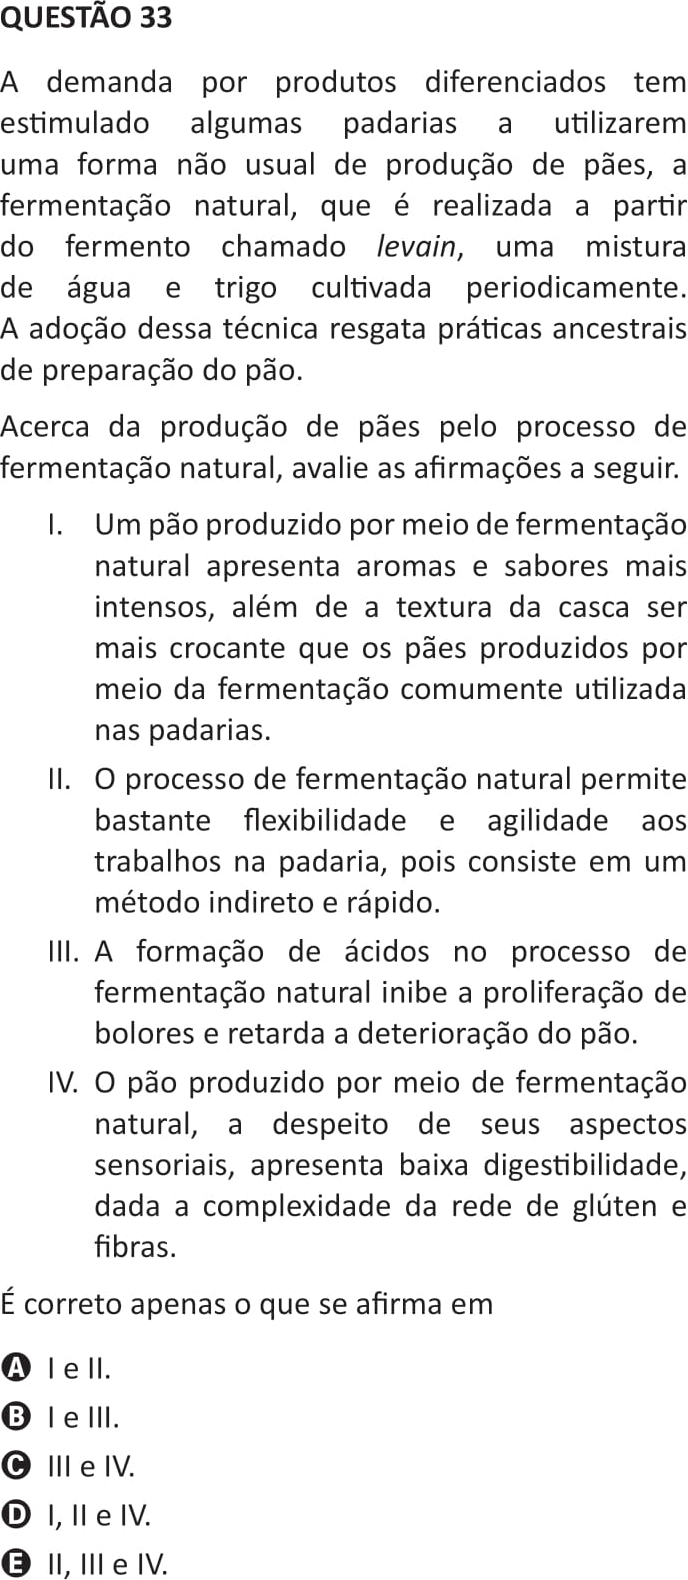 QUESTÃO 33
A demanda por produtos diferenciados tem
estimulado algumas padarias a utilizarem
uma forma não usual de produção de pães, a
fermentação natural, que é realizada a partir
do fermento chamado levain, uma mistura
de água e trigo cultivada periodicamente.
A adoção dessa técnica resgata práticas ancestrais
de preparação do pão.
Acerca da produção de pães pelo processo de
fermentação natural, avalie as afirmações a seguir.
I. Um pão produzido por meio de fermentação
natural apresenta aromas e sabores mais
intensos, além de a textura da casca ser
mais crocante que os pães produzidos por
meio da fermentação comumente utilizada
nas padarias.
II. O processo de fermentação natural permite
bastante flexibilidade e agilidade aos
trabalhos na padaria, pois consiste em um
método indireto e rápido.
III. A formação de ácidos no processo de
fermentação natural inibe a proliferação de
bolores e retarda a deterioração do pão.
IV. O pão produzido por meio de fermentação
natural, a despeito de seus aspectos
sensoriais, apresenta baixa digestibilidade,
dada a complexidade da rede de glúten e
fibras.
É correto apenas o que se afirma em
A I e II.
B I e III.
C III e IV.
D I, II e IV.
E II, III e IV.